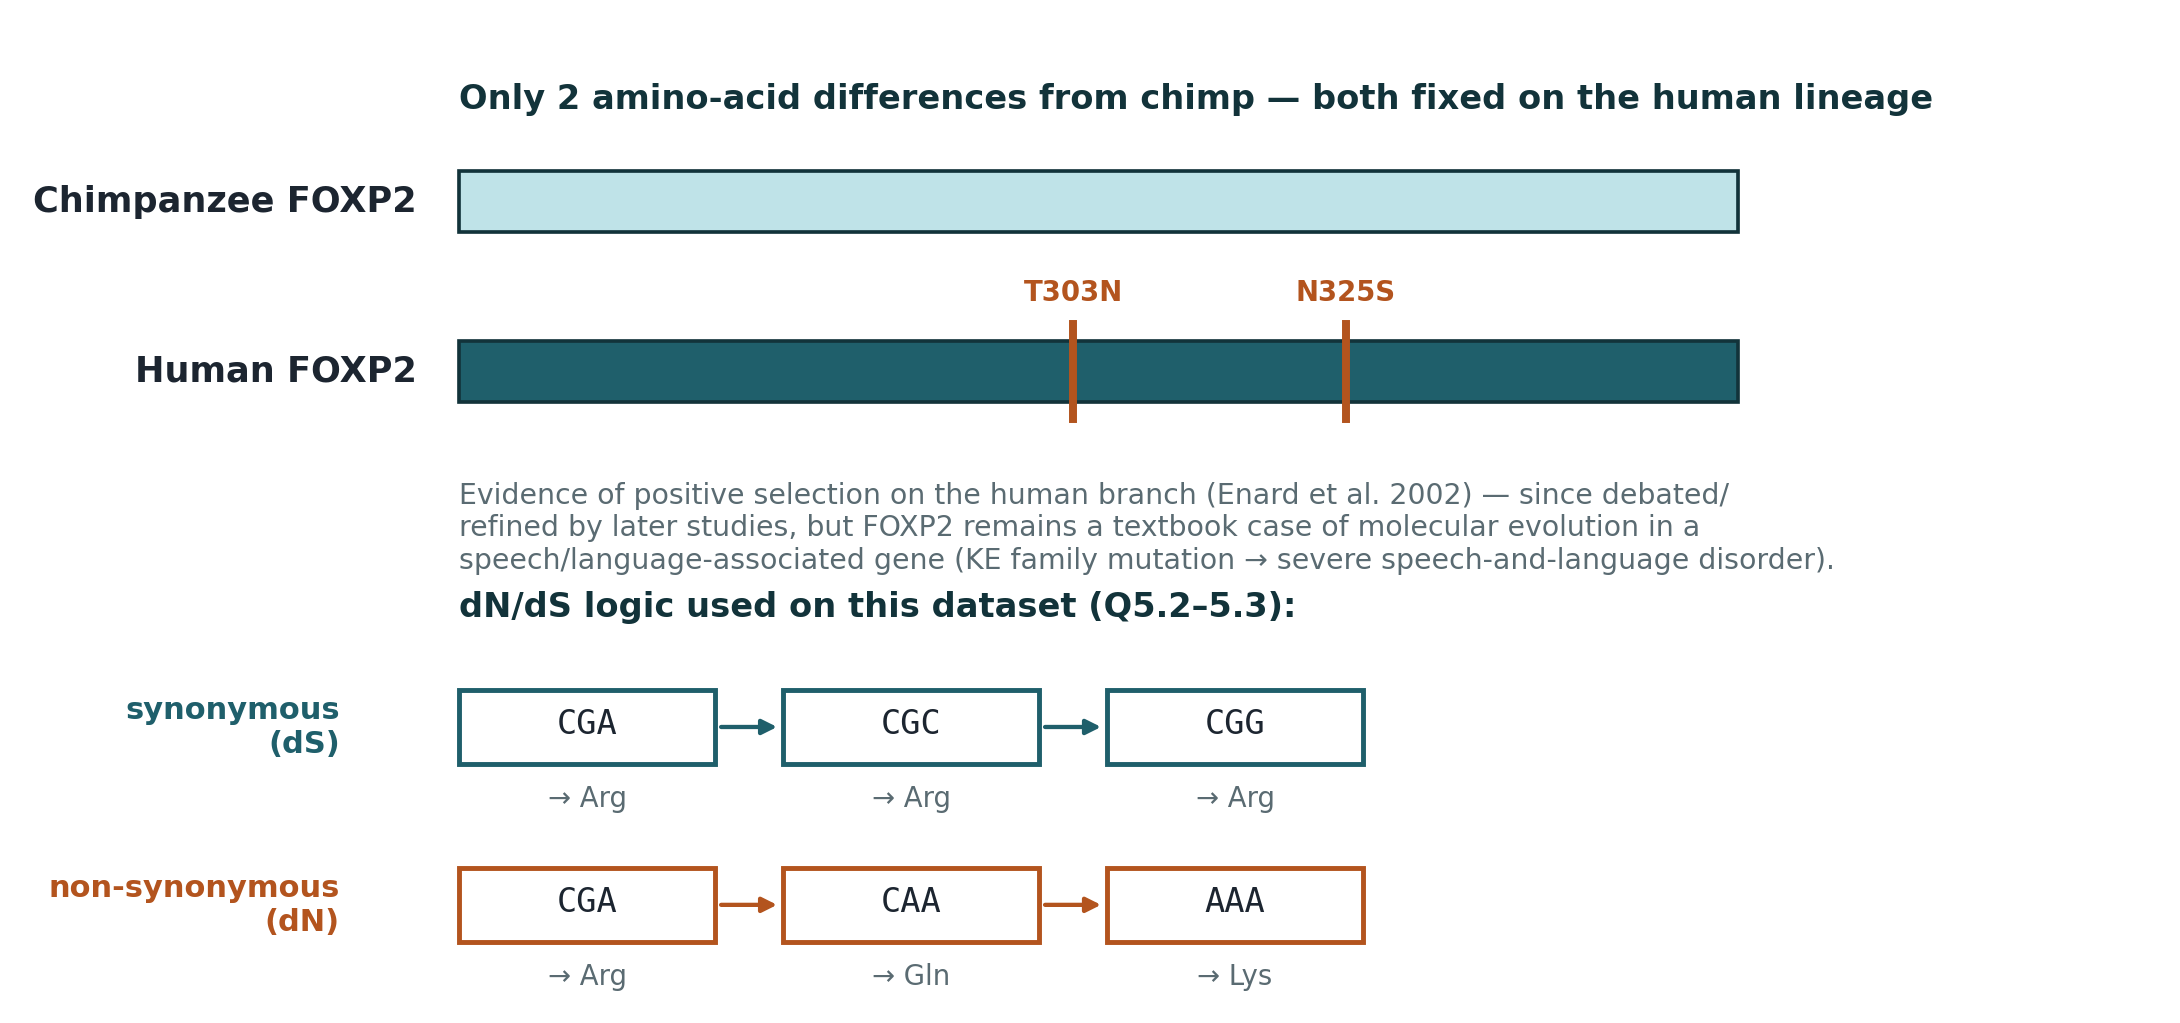 Only 2 amino-acid differences from chimp — both fixed on the human lineage
Chimpanzee FOXP2
T303N
N325S
Human FOXP2
Evidence of positive selection on the human branch (Enard et al. 2002) — since debated/
refined by later studies, but FOXP2 remains a textbook case of molecular evolution in a
speech/language-associated gene (KE family mutation → severe speech-and-language disorder).
dN/dS logic used on this dataset (Q5.2–5.3):
synonymous
(dS)
CGA
CGC
CGG
→ Arg
→ Arg
→ Arg
non-synonymous
(dN)
CGA
CAA
AAA
→ Arg
→ Gln
→ Lys